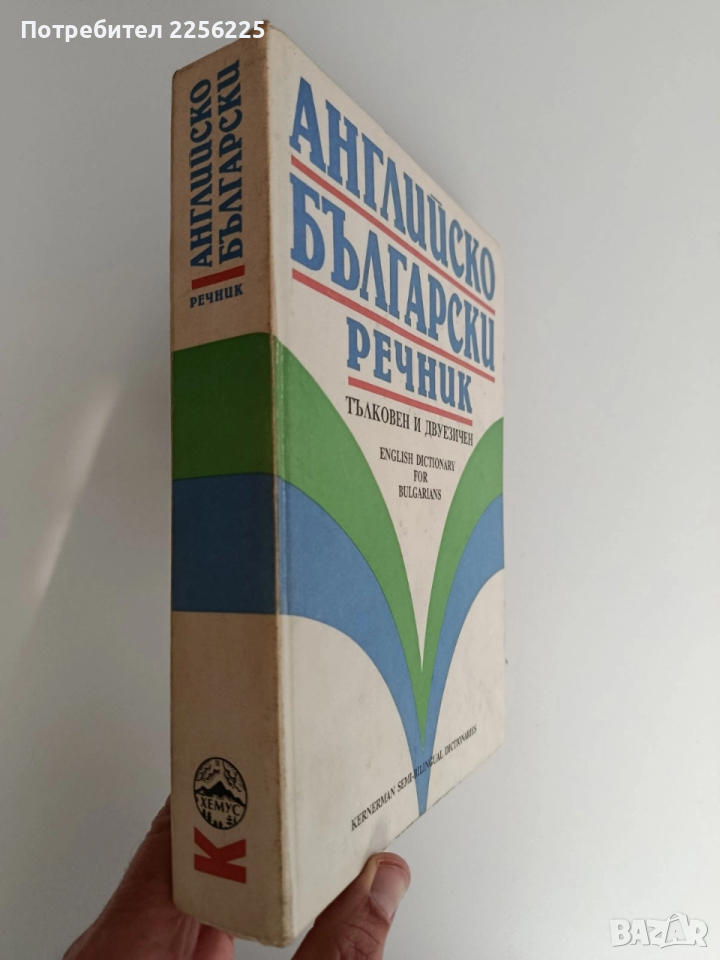 Потребител 2256225
АНГЛИЙСКО
БЪЛГАРСКИ
РЕЧНИК
АНГЛИЙСКО
БЪЛГАРСКИ
РЕЧНИК
ТЪЛКОВЕН И ДВУЕЗИЧЕН
ENGLISH DICTIONARY
FOR
BULGARIANS
KERNERMAN SEMI-BILINGUAL DICTIONARIES
ХЕМУС
K
BAZAR